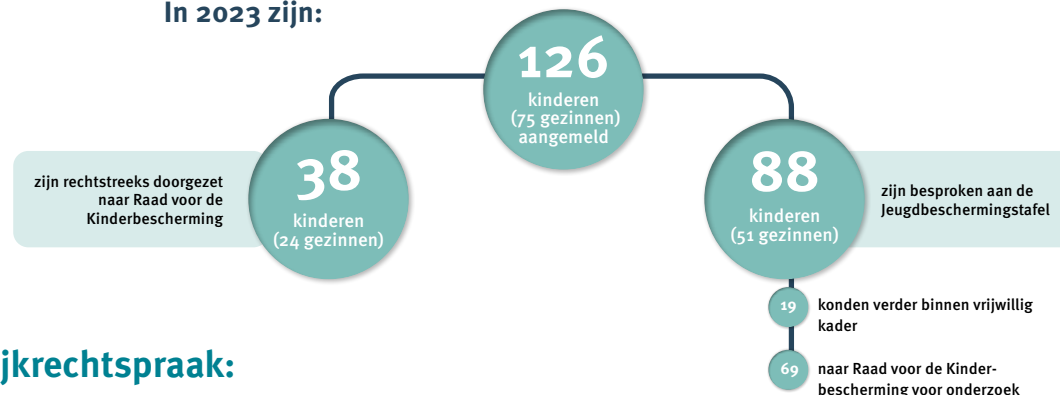 In 2023 zijn:
126
kinderen
(75 gezinnen)
aangemeld
zijn rechtstreeks doorgezet
naar Raad voor de
Kinderbescherming
38
kinderen
(24 gezinnen)
88
kinderen
(51 gezinnen)
zijn besproken aan de
Jeugdbeschermingstafel
19 konden verder binnen vrijwillig
kader
69 naar Raad voor de Kinder-
bescherming voor onderzoek
jkrechtspraak: